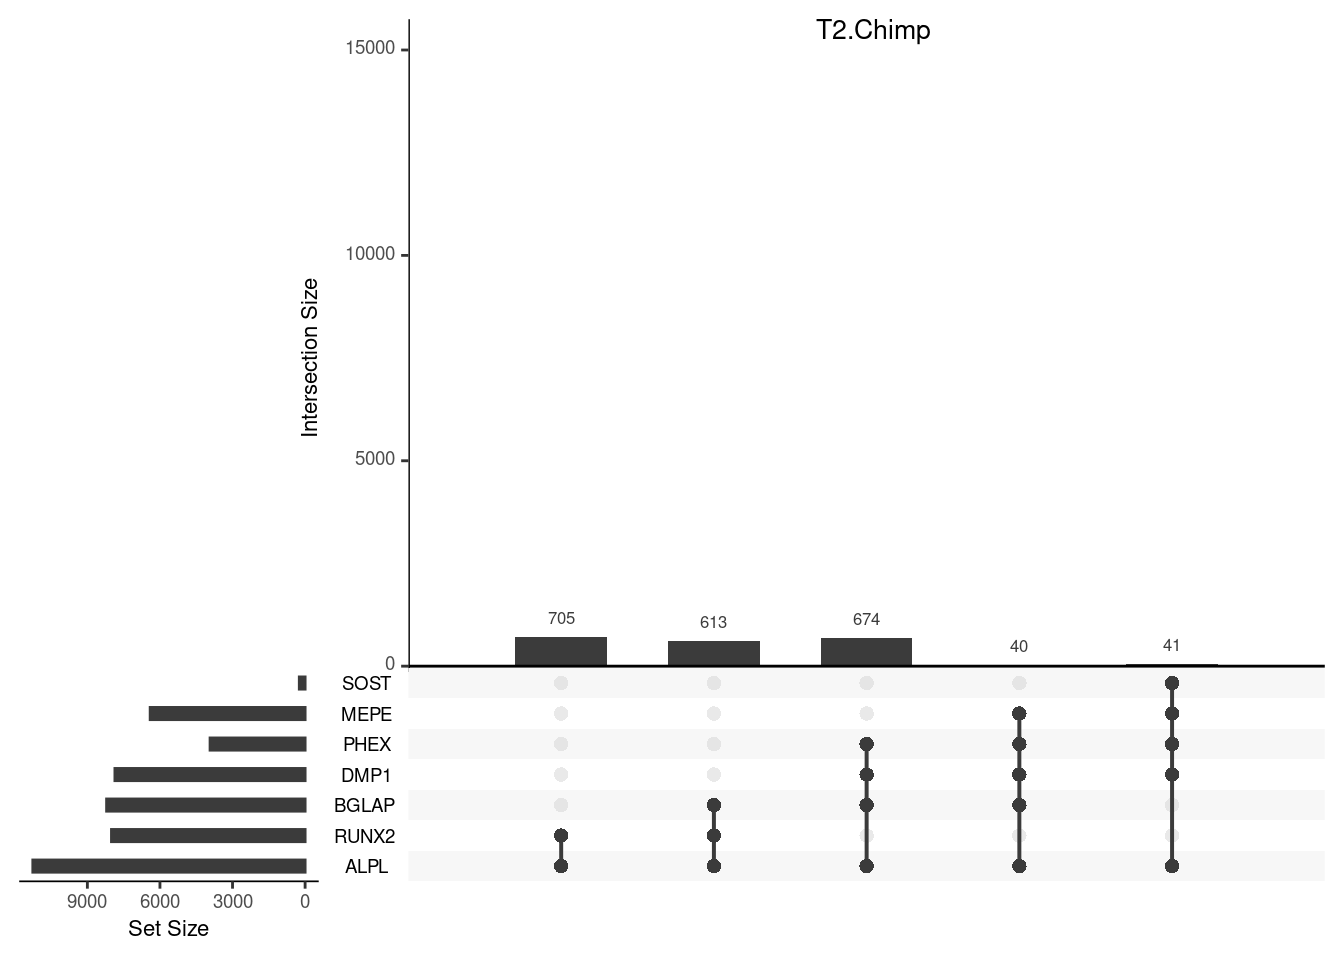 T2.Chimp
15000
10000
5000
0
Intersection Size
705
613
674
40
41
SOST
MEPE
PHEX
DMP1
BGLAP
RUNX2
ALPL
9000 6000 3000 0
Set Size